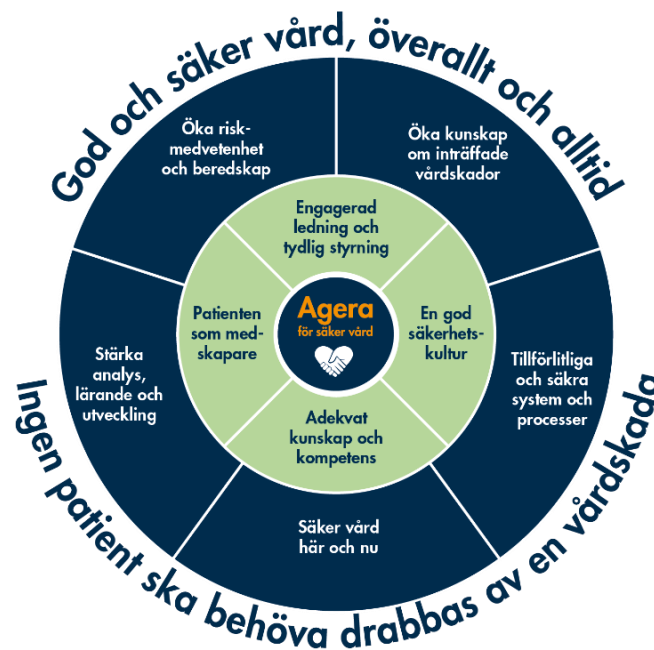 God och säker vård, överallt och alltid
Öka risk-
medvetenhet
och beredskap
Öka kunskap
om inträffade
vårdskador
Engagerad
ledning och
tydlig styrning
Patienten
som med-
skapare
Agera
för säker vård
En god
säkerhets-
kultur
Stärka
analys,
lärande och
utveckling
Tillförlitliga
och säkra
system och
processer
Adekvat
kunskap och
kompetens
Säker vård
här och nu
Ingen patient ska behöva drabbas av en vårdskada